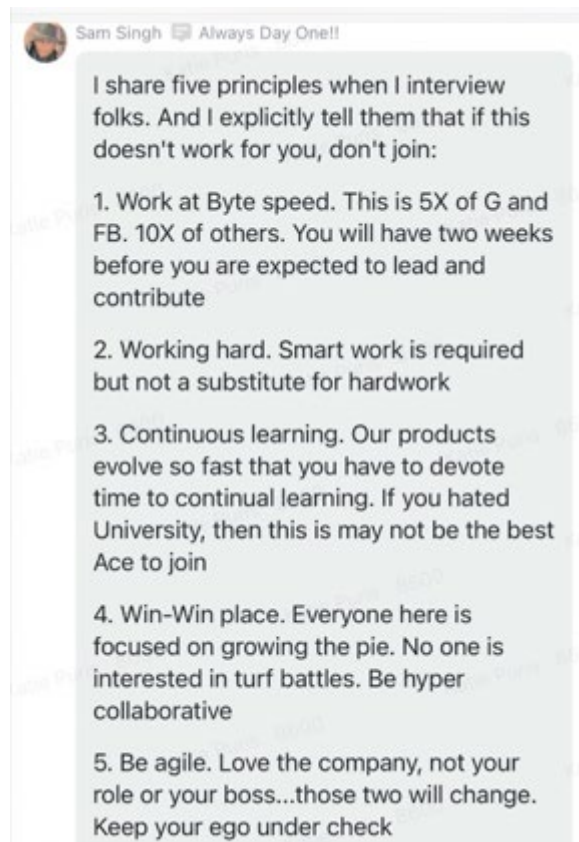 Sam Singh Always Day One!!
I share five principles when I interview
folks. And I explicitly tell them that if this
doesn't work for you, don't join:
1. Work at Byte speed. This is 5X of G and
FB. 10X of others. You will have two weeks
before you are expected to lead and
contribute
2. Working hard. Smart work is required
but not a substitute for hardwork
3. Continuous learning. Our products
evolve so fast that you have to devote
time to continual learning. If you hated
University, then this is may not be the best
Ace to join
4. Win-Win place. Everyone here is
focused on growing the pie. No one is
interested in turf battles. Be hyper
collaborative
5. Be agile. Love the company, not your
role or your boss...those two will change.
Keep your ego under check